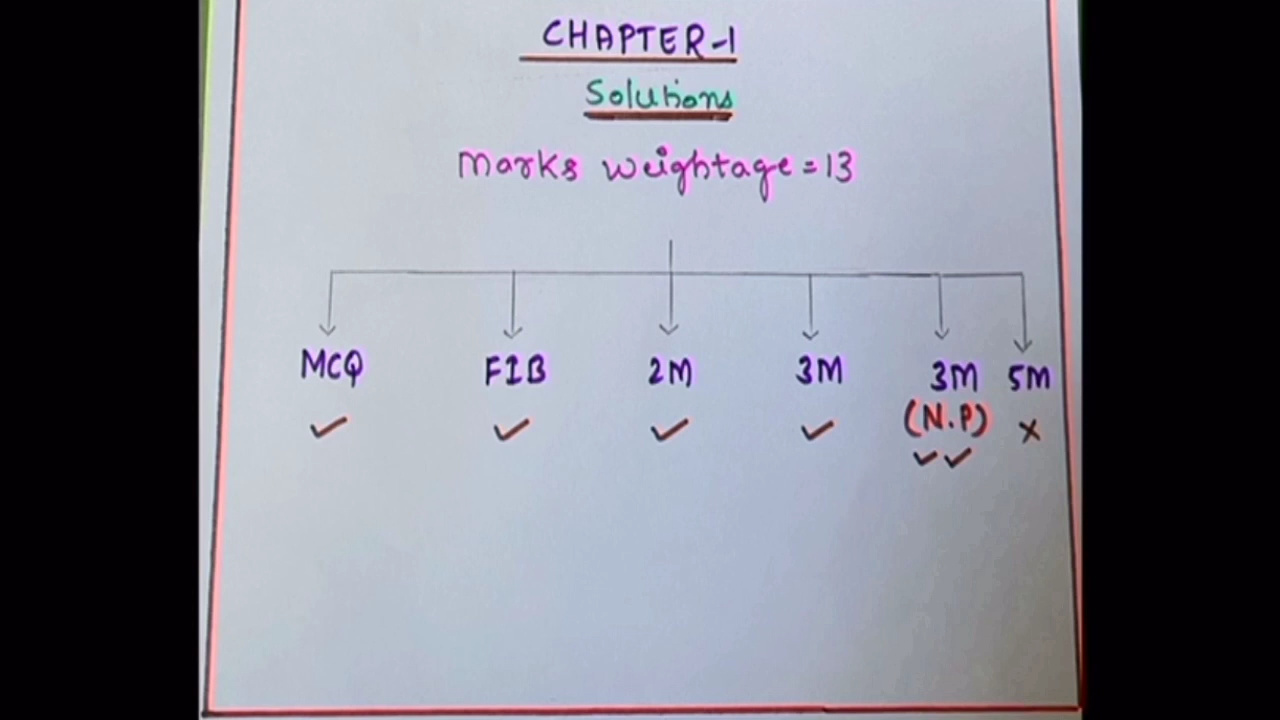 CHAPTER-1
Solutions
Marks weightage = 13
MCQ FIB 2M 3M 3M 5M
(N.P)